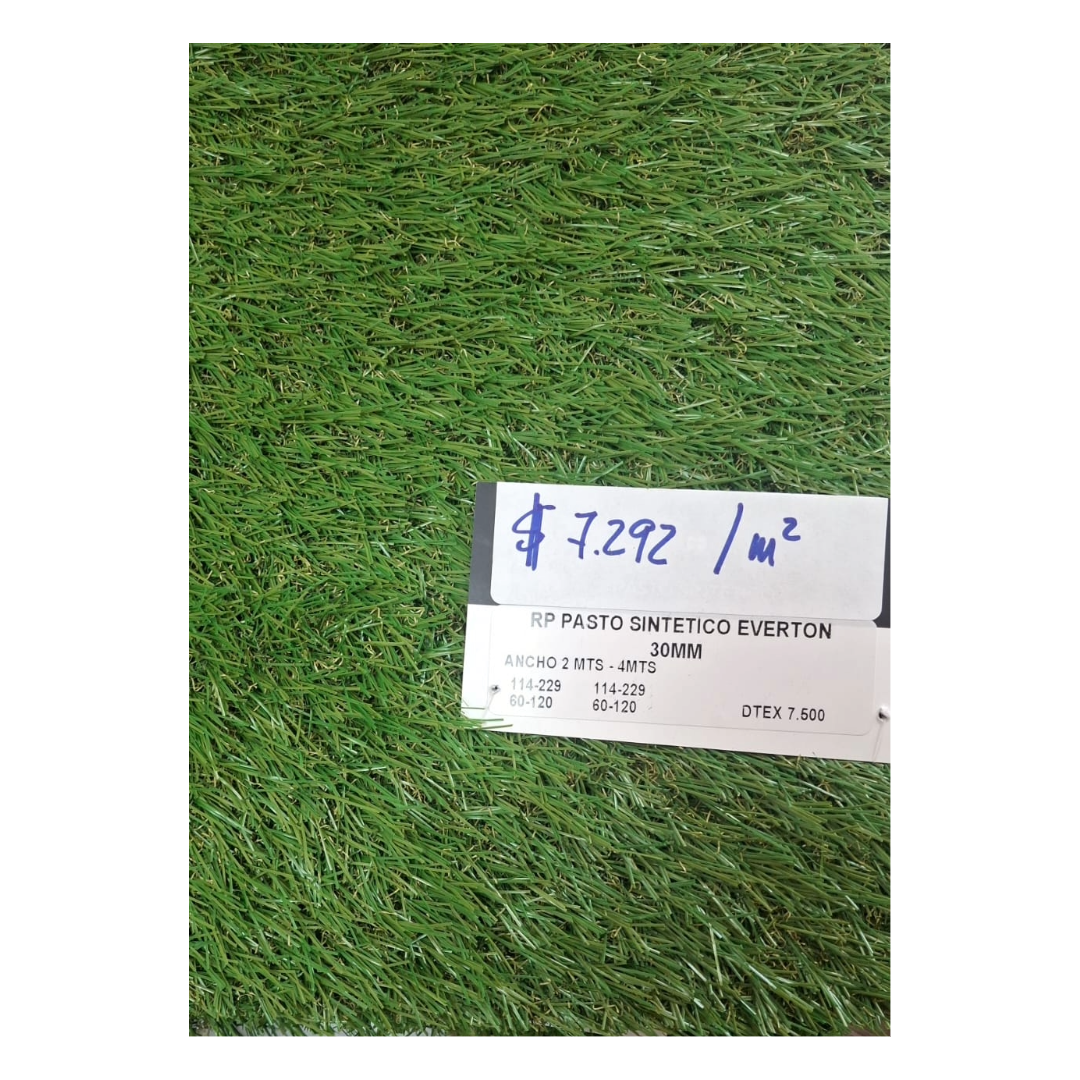 $ 7.292 / m²
RP PASTO SINTETICO EVERTON
30MM
ANCHO 2 MTS - 4MTS
114-229 114-229
60-120 60-120 DTEX 7.500